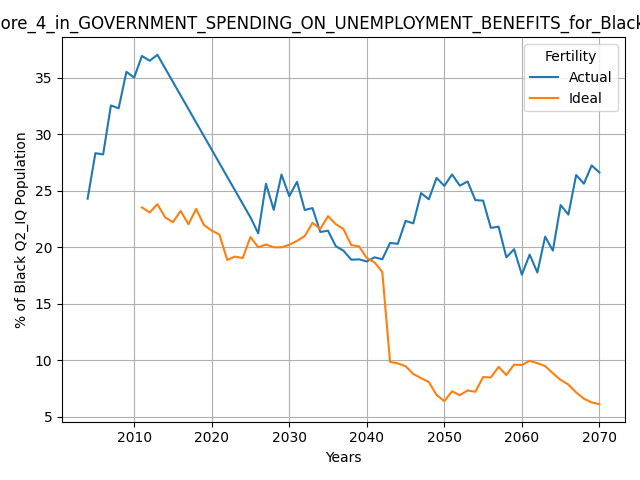 ore_4_in_GOVERNMENT_SPENDING_ON_UNEMPLOYMENT_BENEFITS_for_Black
Fertility
Actual
Ideal
% of Black Q2_IQ Population
35
30
25
20
15
10
5
2010 2020 2030 2040 2050 2060 2070
Years